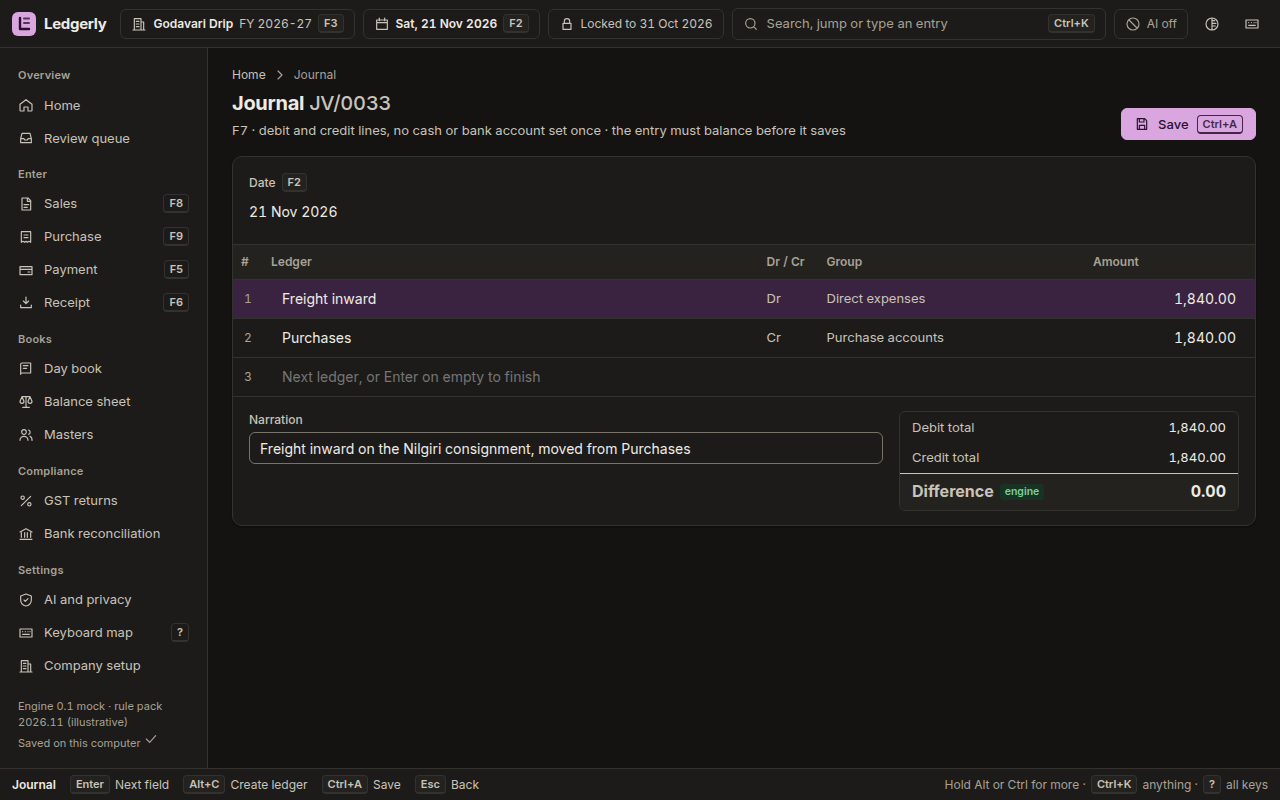 Ledgerly
Godavari Drip FY 2026-27 F3
Sat, 21 Nov 2026 F2
Locked to 31 Oct 2026
Search, jump or type an entry Ctrl+K
AI off
Overview
Home
Review queue
Enter
Sales F8
Purchase F9
Payment F5
Receipt F6
Books
Day book
Balance sheet
Masters
Compliance
GST returns
Bank reconciliation
Settings
AI and privacy
Keyboard map ?
Company setup
Engine 0.1 mock · rule pack
2026.11 (illustrative)
Saved on this computer
Home > Journal
Journal JV/0033
F7 · debit and credit lines, no cash or bank account set once · the entry must balance before it saves
Save Ctrl+A
Date F2
21 Nov 2026
# Ledger Dr / Cr Group Amount
1 Freight inward Dr Direct expenses 1,840.00
2 Purchases Cr Purchase accounts 1,840.00
3 Next ledger, or Enter on empty to finish
Narration
Freight inward on the Nilgiri consignment, moved from Purchases
Debit total 1,840.00
Credit total 1,840.00
Difference engine 0.00
Journal Enter Next field Alt+C Create ledger Ctrl+A Save Esc Back
Hold Alt or Ctrl for more · Ctrl+K anything · ? all keys